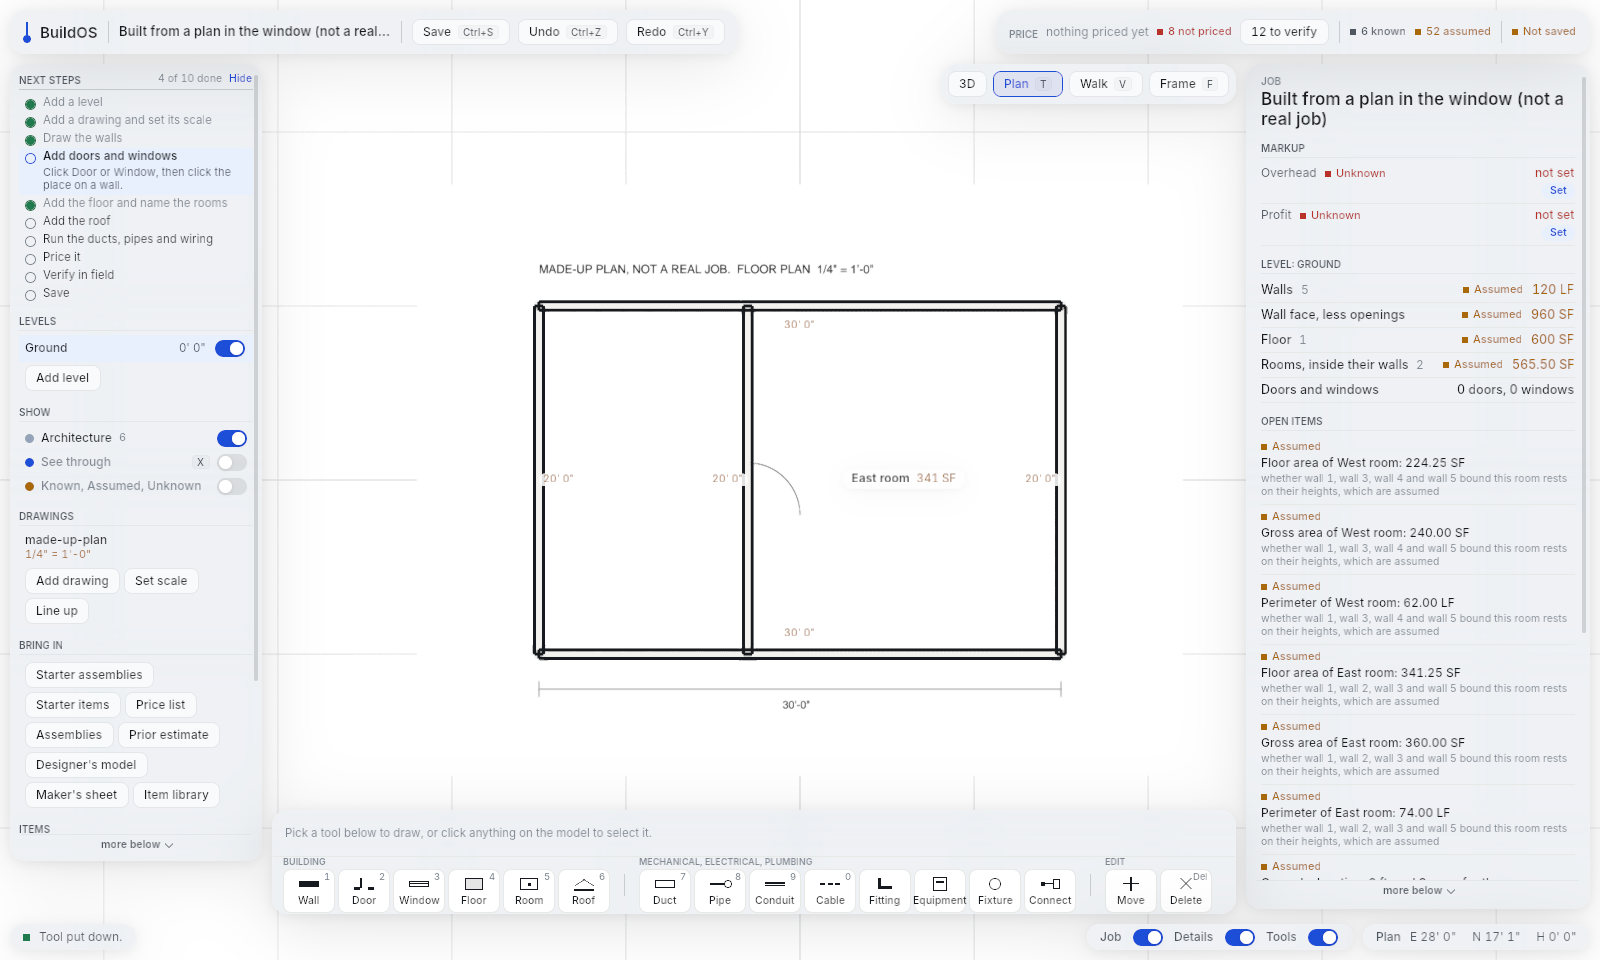 BuildOS
Built from a plan in the window (not a real...
Save Ctrl+S
Undo Ctrl+Z
Redo Ctrl+Y
PRICE nothing priced yet
8 not priced
12 to verify
6 known
52 assumed
Not saved
NEXT STEPS 4 of 10 done Hide
Add a level
Add a drawing and set its scale
Draw the walls
Add doors and windows
Click Door or Window, then click the
place on a wall.
Add the floor and name the rooms
Add the roof
Run the ducts, pipes and wiring
Price it
Verify in field
Save
LEVELS
Ground 0' 0"
Add level
SHOW
Architecture 6
See through X
Known, Assumed, Unknown
DRAWINGS
made-up-plan
1/4" = 1'-0"
Add drawing Set scale
Line up
BRING IN
Starter assemblies
Starter items Price list
Assemblies Prior estimate
Designer's model
Maker's sheet Item library
ITEMS
more below
3D Plan T Walk V Frame F
MADE-UP PLAN, NOT A REAL JOB. FLOOR PLAN 1/4" = 1'-0"
30' 0"
20' 0" 20' 0" East room 341 SF 20' 0"
30' 0"
30'-0"
Pick a tool below to draw, or click anything on the model to select it.
BUILDING
1 Wall
2 Door
3 Window
4 Floor
5 Room
6 Roof
MECHANICAL, ELECTRICAL, PLUMBING
7 Duct
8 Pipe
9 Conduit
0 Cable
Fitting
Equipment
Fixture
Connect
EDIT
Move
Del Delete
JOB
Built from a plan in the window (not a
real job)
MARKUP
Overhead Unknown not set
Set
Profit Unknown not set
Set
LEVEL: GROUND
Walls 5 Assumed 120 LF
Wall face, less openings Assumed 960 SF
Floor 1 Assumed 600 SF
Rooms, inside their walls 2 Assumed 565.50 SF
Doors and windows 0 doors, 0 windows
OPEN ITEMS
Assumed
Floor area of West room: 224.25 SF
whether wall 1, wall 3, wall 4 and wall 5 bound this room rests
on their heights, which are assumed
Assumed
Gross area of West room: 240.00 SF
whether wall 1, wall 3, wall 4 and wall 5 bound this room rests
on their heights, which are assumed
Assumed
Perimeter of West room: 62.00 LF
whether wall 1, wall 3, wall 4 and wall 5 bound this room rests
on their heights, which are assumed
Assumed
Floor area of East room: 341.25 SF
whether wall 1, wall 2, wall 3 and wall 5 bound this room rests
on their heights, which are assumed
Assumed
Gross area of East room: 360.00 SF
whether wall 1, wall 2, wall 3 and wall 5 bound this room rests
on their heights, which are assumed
Assumed
Perimeter of East room: 74.00 LF
whether wall 1, wall 2, wall 3 and wall 5 bound this room rests
on their heights, which are assumed
Assumed
more below
Tool put down.
Job Details Tools
Plan E 28' 0" N 17' 1" H 0' 0"